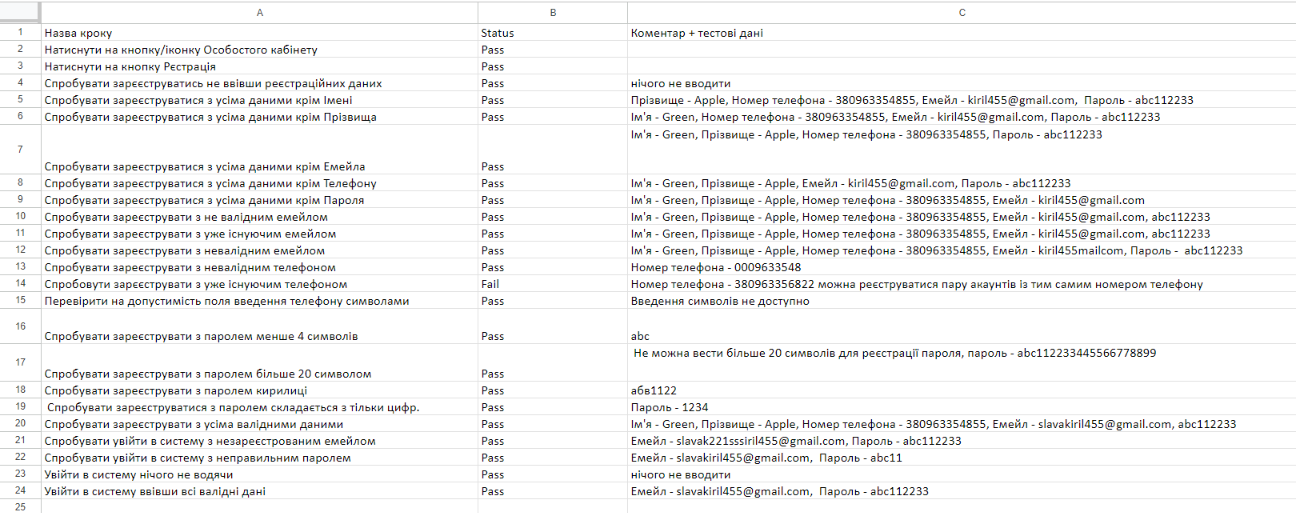 A B C
1 Назва кроку Status Коментар + тестові дані
2 Натиснути на кнопку/іконку Особостого кабінету Pass
3 Натиснути на кнопку Рєстрація Pass
4 Спробувати зареєструватись не ввівши реєстраційних даних Pass нічого не вводити
5 Спробувати зареєструватися з усіма даними крім Імені Pass Прізвище - Apple, Номер телефона - 380963354855, Емейл - kiril455@gmail.com, Пароль - abc112233
6 Спробувати зареєструватися з усіма даними крім Прізвища Pass Ім'я - Green, Номер телефона - 380963354855, Емейл - kiril455@gmail.com, Пароль - abc112233
7 Спробувати зареєструватися з усіма даними крім Емейла Pass Ім'я - Green, Прізвище - Apple, Номер телефона - 380963354855, Пароль - abc112233
8 Спробувати зареєструватися з усіма даними крім Телефону Pass Ім'я - Green, Прізвище - Apple, Емейл - kiril455@gmail.com, Пароль - abc112233
9 Спробувати зареєструватися з усіма даними крім Пароля Pass Ім'я - Green, Прізвище - Apple, Номер телефона - 380963354855, Емейл - kiril455@gmail.com
10 Спробувати зареєструвати з не валідним емейлом Pass Ім'я - Green, Прізвище - Apple, Номер телефона - 380963354855, Емейл - kiril455@gmail.com, abc112233
11 Спробувати зареєструвати з уже існуючим емейлом Pass Ім'я - Green, Прізвище - Apple, Номер телефона - 380963354855, Емейл - kiril455@gmail.com, abc112233
12 Спробувати зареєструвати з невалідним емейлом Pass Ім'я - Green, Прізвище - Apple, Номер телефона - 380963354855, Емейл - kiril455mailcom, Пароль - abc112233
13 Спробувати зареєструвати з невалідним телефоном Pass Номер телефона - 0009633548
14 Спробовути зареєструвати з уже існуючим телефоном Fail Номер телефона - 380963356822 можна реєструватися пару акаунтів із тим самим номером телефону
15 Перевірити на допустимість поля введення телефону символами Pass Введення символів не доступно
16 Спробувати зареєструвати з паролем менше 4 символів Pass abc
17 Спробувати зареєструвати з паролем більше 20 символом Pass Не можна вести більше 20 символів для реєстрації пароля, пароль - abc112233445566778899
18 Спробувати зареєструвати з паролем кирилиці Pass абв1122
19 Спробувати зареєструватися з паролем складається з тільки цифр. Pass Пароль - 1234
20 Спробувати зареєструвати з усіма валідними даними Pass Ім'я - Green, Прізвище - Apple, Номер телефона - 380963354855, Емейл - slavakiril455@gmail.com, abc112233
21 Спробувати увійти в систему з незареєстрованим емейлом Pass Емейл - slavak221sssiril455@gmail.com, Пароль - abc112233
22 Спробувати увійти в систему з неправильним паролем Pass Емейл - slavakiril455@gmail.com, Пароль - abc11
23 Увійти в систему нічого не водячи Pass нічого не вводити
24 Увійти в систему ввівши всі валідні дані Pass Емейл - slavakiril455@gmail.com, Пароль - abc112233
25